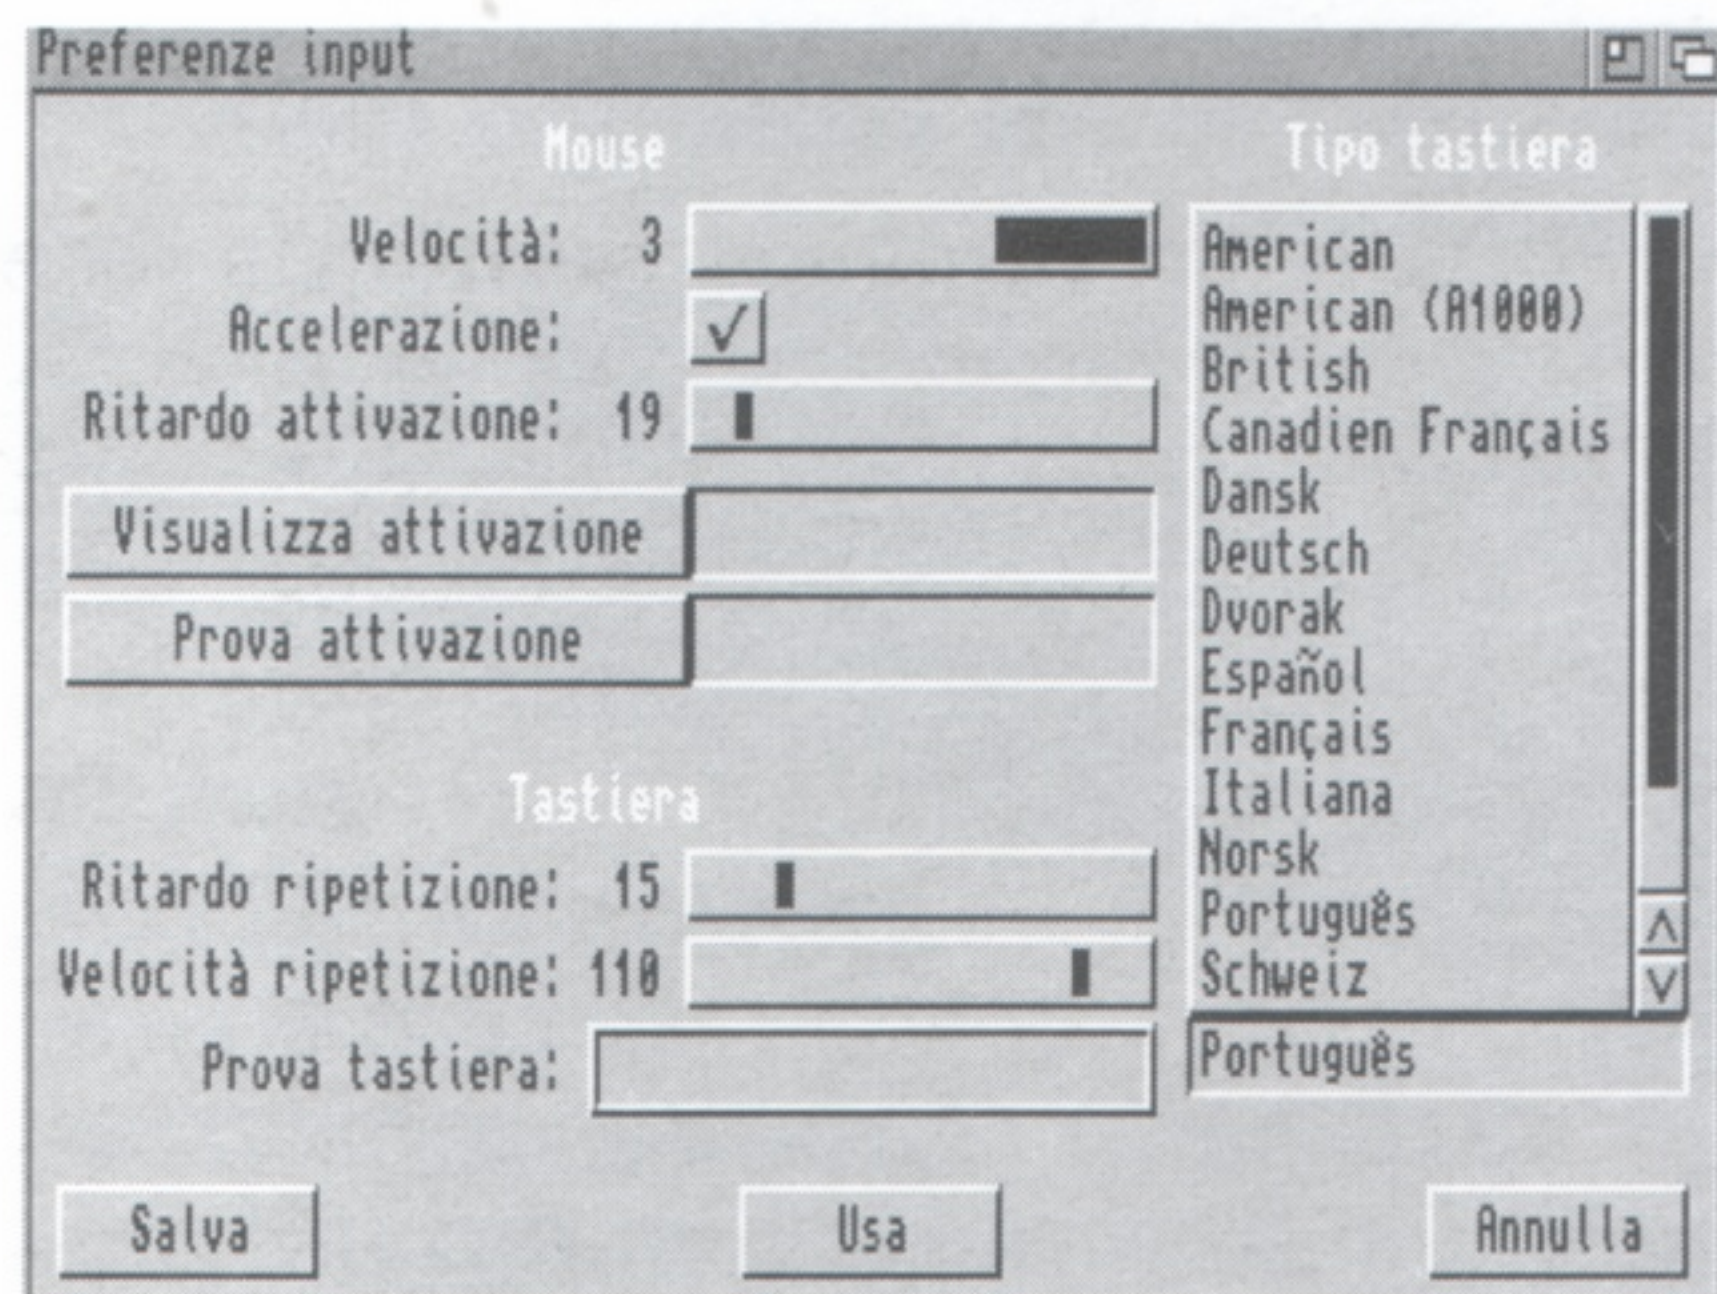 Preferenze input
Mouse
Velocità: 3
Accelerazione:
Ritardo attivazione: 19
Visualizza attivazione
Prova attivazione
Tastiera
Ritardo ripetizione: 15
Velocità ripetizione: 110
Prova tastiera:
Tipo tastiera
American
American (A1000)
British
Canadien Français
Dansk
Deutsch
Dvorak
Español
Français
Italiana
Norsk
Português
Schweiz
Português
Salva
Usa
Annulla